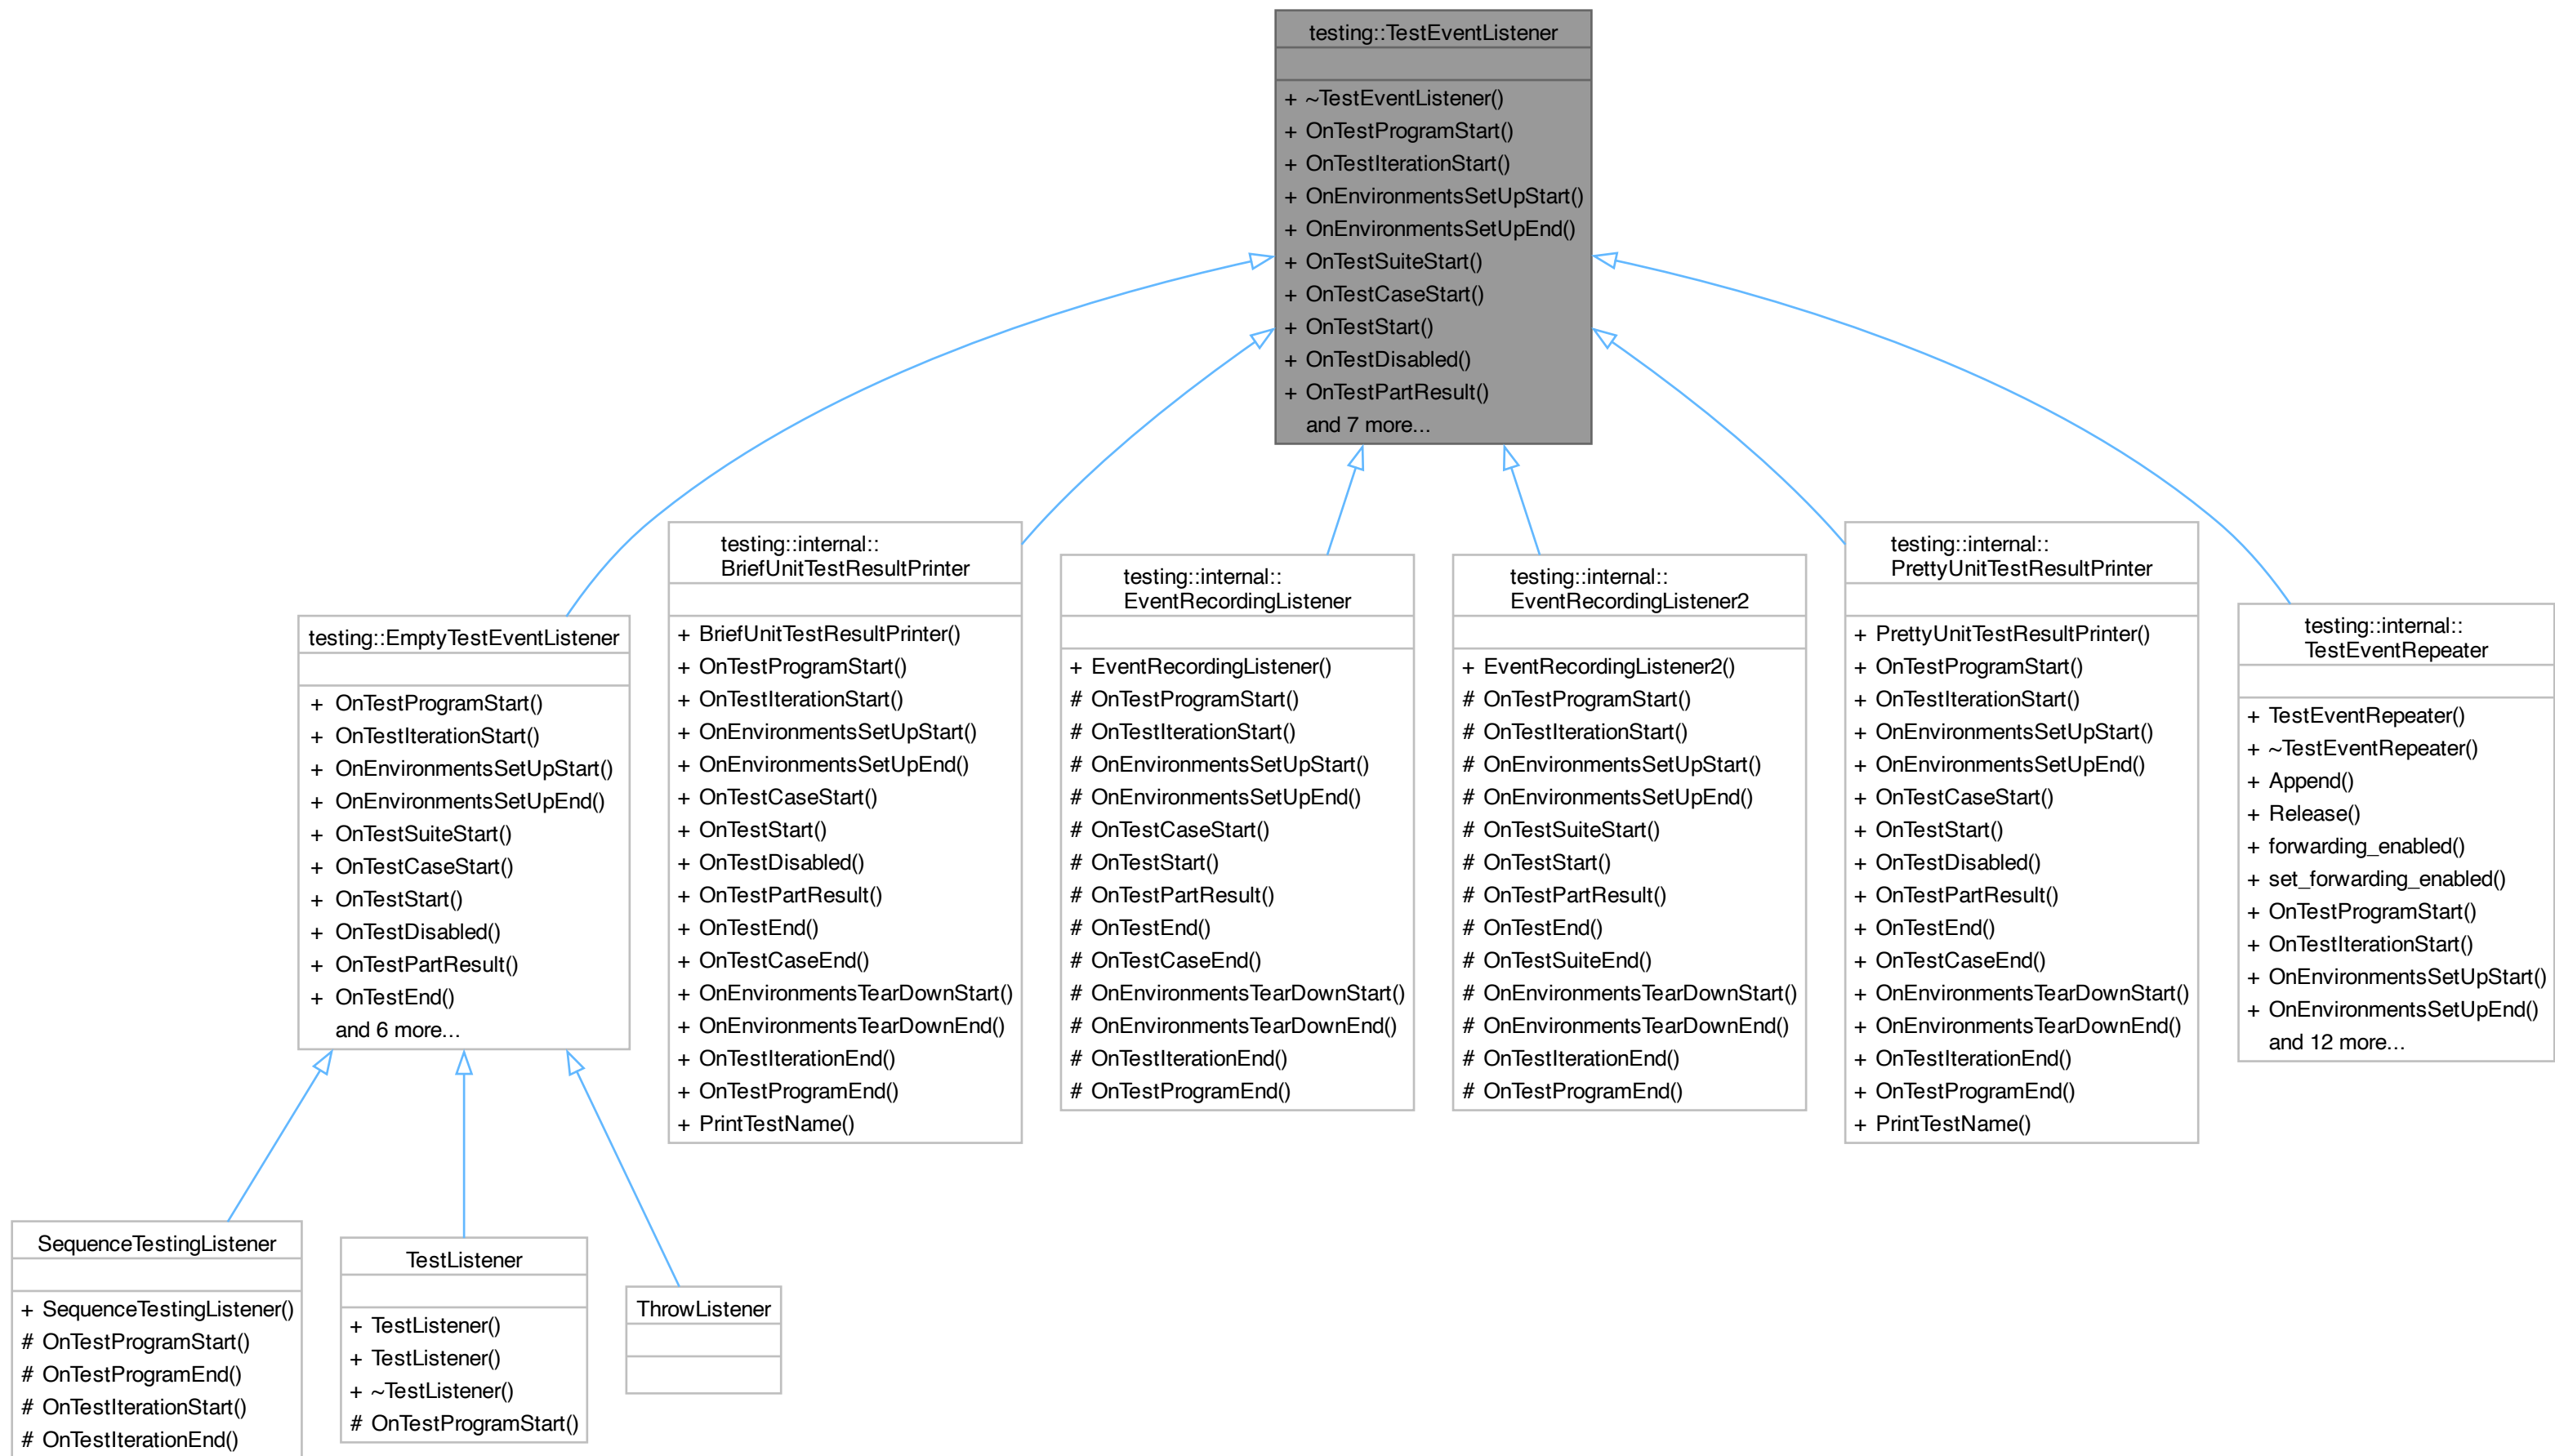 testing::TestEventListener
+ ~TestEventListener()
+ OnTestProgramStart()
+ OnTestIterationStart()
+ OnEnvironmentsSetUpStart()
+ OnEnvironmentsSetUpEnd()
+ OnTestSuiteStart()
+ OnTestCaseStart()
+ OnTestStart()
+ OnTestDisabled()
+ OnTestPartResult()
and 7 more...
testing::EmptyTestEventListener
+ OnTestProgramStart()
+ OnTestIterationStart()
+ OnEnvironmentsSetUpStart()
+ OnEnvironmentsSetUpEnd()
+ OnTestSuiteStart()
+ OnTestCaseStart()
+ OnTestStart()
+ OnTestDisabled()
+ OnTestPartResult()
+ OnTestEnd()
and 6 more...
testing::internal::
BriefUnitTestResultPrinter
+ BriefUnitTestResultPrinter()
+ OnTestProgramStart()
+ OnTestIterationStart()
+ OnEnvironmentsSetUpStart()
+ OnEnvironmentsSetUpEnd()
+ OnTestCaseStart()
+ OnTestStart()
+ OnTestDisabled()
+ OnTestPartResult()
+ OnTestEnd()
+ OnTestCaseEnd()
+ OnEnvironmentsTearDownStart()
+ OnEnvironmentsTearDownEnd()
+ OnTestIterationEnd()
+ OnTestProgramEnd()
+ PrintTestName()
testing::internal::
EventRecordingListener
+ EventRecordingListener()
# OnTestProgramStart()
# OnTestIterationStart()
# OnEnvironmentsSetUpStart()
# OnEnvironmentsSetUpEnd()
# OnTestCaseStart()
# OnTestStart()
# OnTestPartResult()
# OnTestEnd()
# OnTestCaseEnd()
# OnEnvironmentsTearDownStart()
# OnEnvironmentsTearDownEnd()
# OnTestIterationEnd()
# OnTestProgramEnd()
testing::internal::
EventRecordingListener2
+ EventRecordingListener2()
# OnTestProgramStart()
# OnTestIterationStart()
# OnEnvironmentsSetUpStart()
# OnEnvironmentsSetUpEnd()
# OnTestSuiteStart()
# OnTestStart()
# OnTestPartResult()
# OnTestEnd()
# OnTestSuiteEnd()
# OnEnvironmentsTearDownStart()
# OnEnvironmentsTearDownEnd()
# OnTestIterationEnd()
# OnTestProgramEnd()
testing::internal::
PrettyUnitTestResultPrinter
+ PrettyUnitTestResultPrinter()
+ OnTestProgramStart()
+ OnTestIterationStart()
+ OnEnvironmentsSetUpStart()
+ OnEnvironmentsSetUpEnd()
+ OnTestCaseStart()
+ OnTestStart()
+ OnTestDisabled()
+ OnTestPartResult()
+ OnTestEnd()
+ OnTestCaseEnd()
+ OnEnvironmentsTearDownStart()
+ OnEnvironmentsTearDownEnd()
+ OnTestIterationEnd()
+ OnTestProgramEnd()
+ PrintTestName()
testing::internal::
TestEventRepeater
+ TestEventRepeater()
+ ~TestEventRepeater()
+ Append()
+ Release()
+ forwarding_enabled()
+ set_forwarding_enabled()
+ OnTestProgramStart()
+ OnTestIterationStart()
+ OnEnvironmentsSetUpStart()
+ OnEnvironmentsSetUpEnd()
and 12 more...
SequenceTestingListener
+ SequenceTestingListener()
# OnTestProgramStart()
# OnTestProgramEnd()
# OnTestIterationStart()
# OnTestIterationEnd()
TestListener
+ TestListener()
+ TestListener()
+ ~TestListener()
# OnTestProgramStart()
ThrowListener